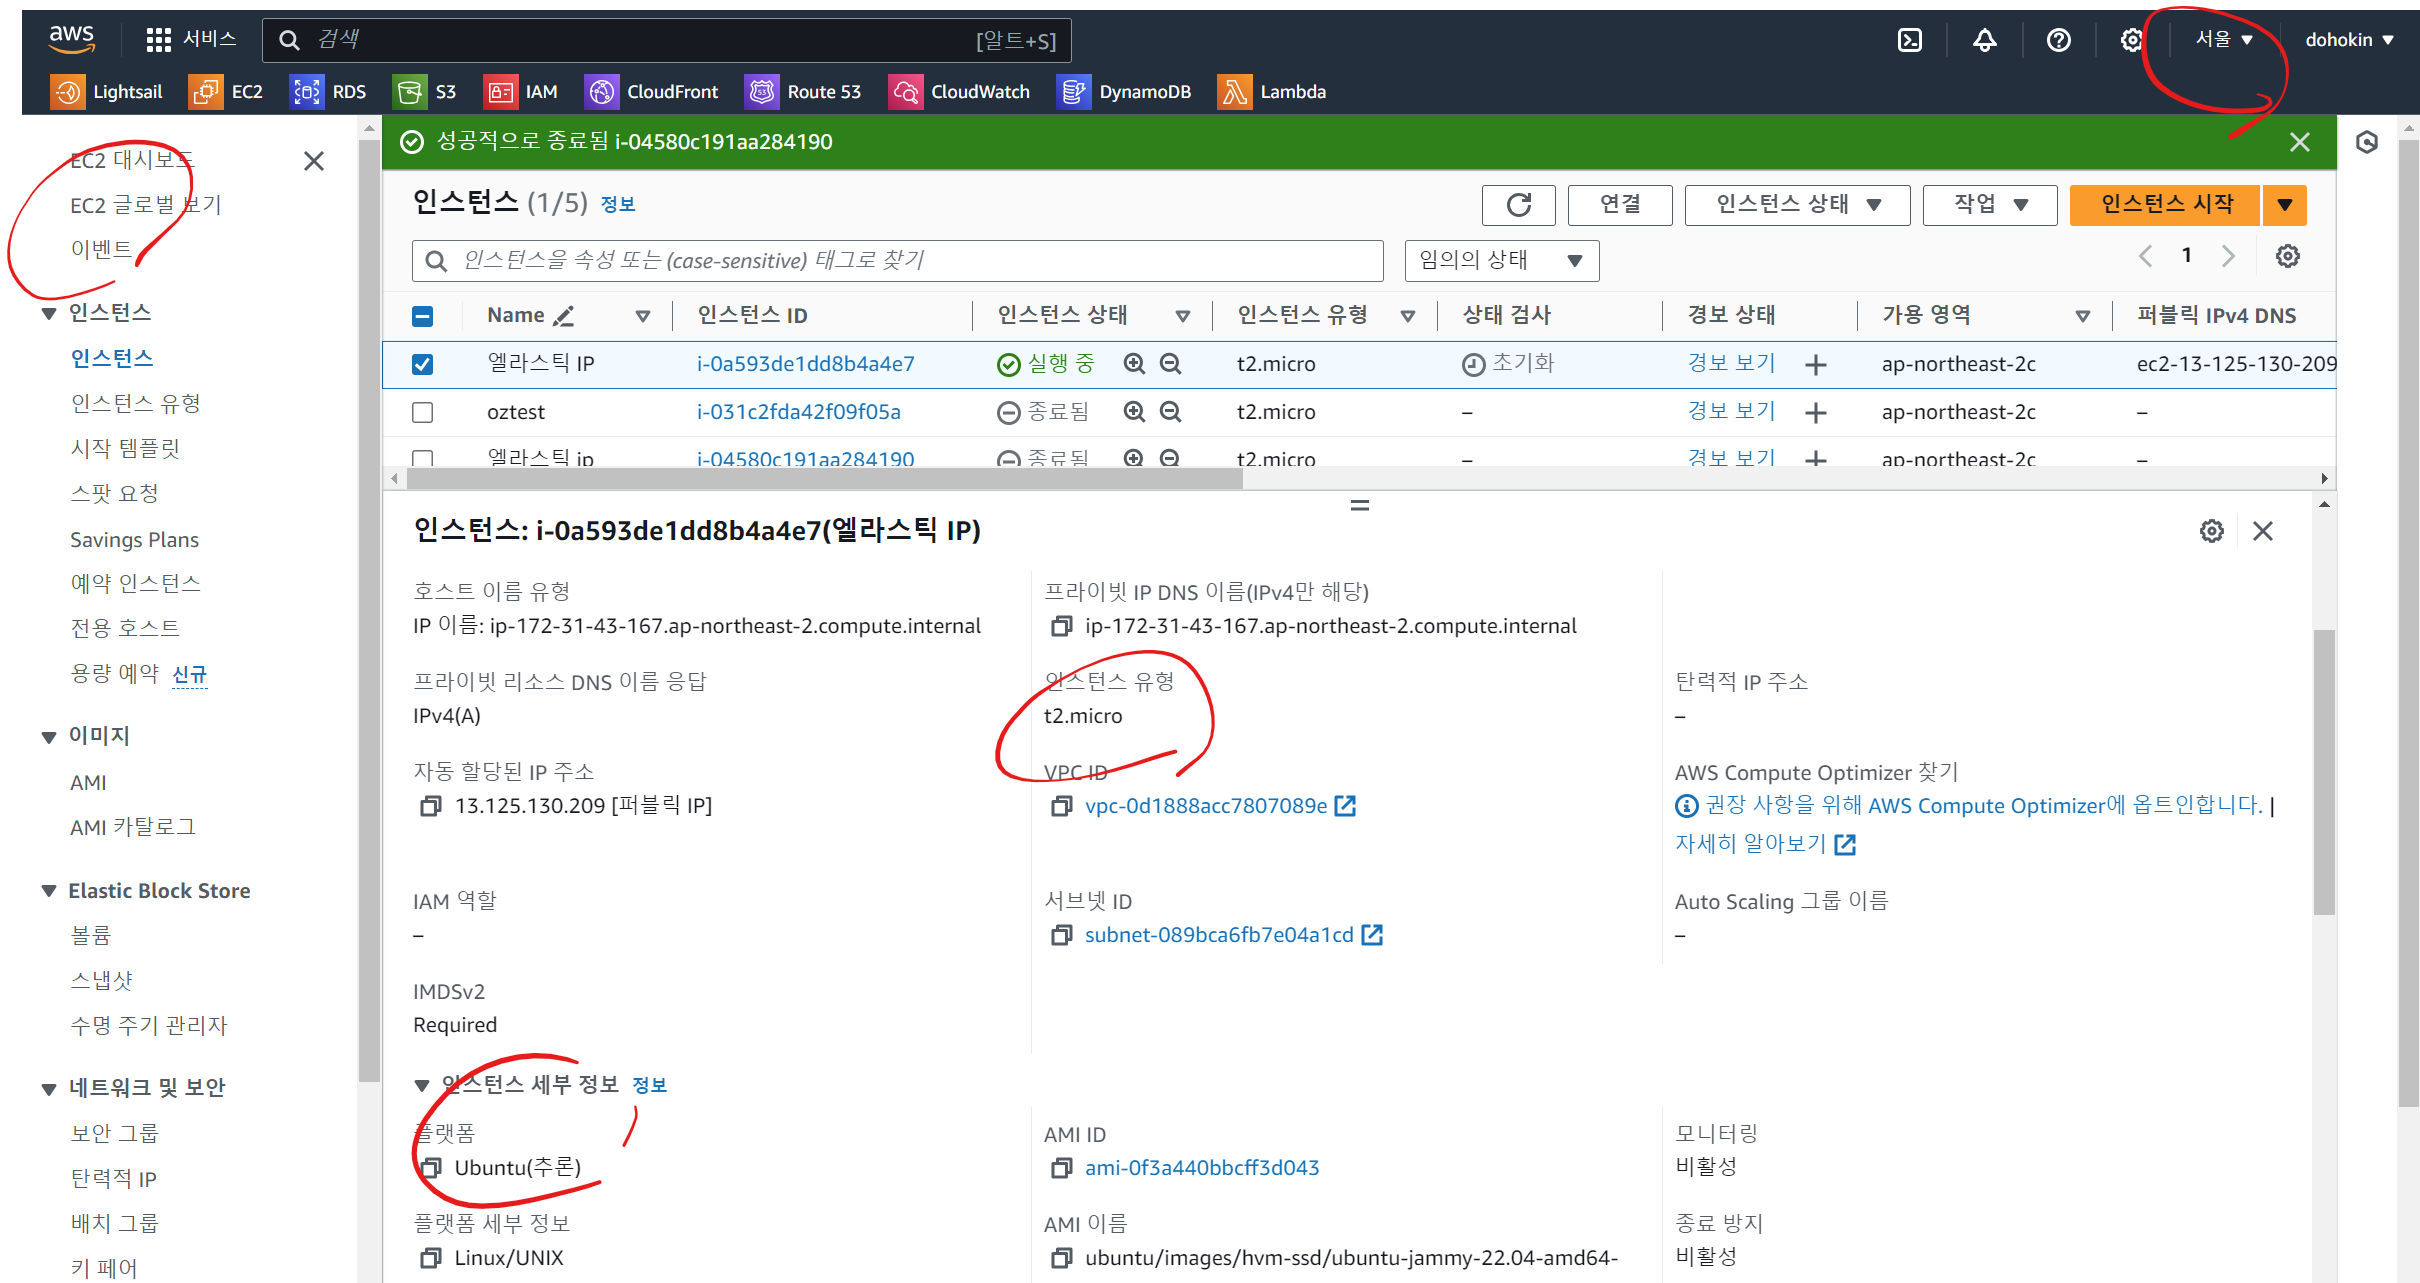 aws 서비스 검색 [알트+S] 서울 dohokin
Lightsail EC2 RDS S3 IAM CloudFront Route 53 CloudWatch DynamoDB Lambda
EC2 대시보드
EC2 글로벌 보기
이벤트
인스턴스
인스턴스
인스턴스 유형
시작 템플릿
스팟 요청
Savings Plans
예약 인스턴스
전용 호스트
용량 예약 신규
이미지
AMI
AMI 카탈로그
Elastic Block Store
볼륨
스냅샷
수명 주기 관리자
네트워크 및 보안
보안 그룹
탄력적 IP
배치 그룹
키 페어
성공적으로 종료됨 i-04580c191aa284190
인스턴스 (1/5) 정보 연결 인스턴스 상태 작업 인스턴스 시작
인스턴스을 속성 또는 (case-sensitive) 태그로 찾기 임의의 상태 1
Name 인스턴스 ID 인스턴스 상태 인스턴스 유형 상태 검사 경보 상태 가용 영역 퍼블릭 IPv4 DNS
엘라스틱 IP i-0a593de1dd8b4a4e7 실행 중 t2.micro 초기화 경보 보기 ap-northeast-2c ec2-13-125-130-209
oztest i-031c2fda42f09f05a 종료됨 t2.micro – 경보 보기 ap-northeast-2c –
엘라스틱 ip i-04580c191aa284190 종료됨 t2.micro – 경보 보기 ap-northeast-2c –
인스턴스: i-0a593de1dd8b4a4e7(엘라스틱 IP)
호스트 이름 유형
IP 이름: ip-172-31-43-167.ap-northeast-2.compute.internal
프라이빗 IP DNS 이름(IPv4만 해당)
ip-172-31-43-167.ap-northeast-2.compute.internal
프라이빗 리소스 DNS 이름 응답
IPv4(A)
인스턴스 유형
t2.micro
탄력적 IP 주소
–
자동 할당된 IP 주소
13.125.130.209 [퍼블릭 IP]
VPC ID
vpc-0d1888acc7807089e
AWS Compute Optimizer 찾기
권장 사항을 위해 AWS Compute Optimizer에 옵트인합니다. |
자세히 알아보기
IAM 역할
–
서브넷 ID
subnet-089bca6fb7e04a1cd
Auto Scaling 그룹 이름
–
IMDSv2
Required
인스턴스 세부 정보 정보
플랫폼
Ubuntu(추론)
AMI ID
ami-0f3a440bbcff3d043
모니터링
비활성
플랫폼 세부 정보
Linux/UNIX
AMI 이름
ubuntu/images/hvm-ssd/ubuntu-jammy-22.04-amd64-
종료 방지
비활성